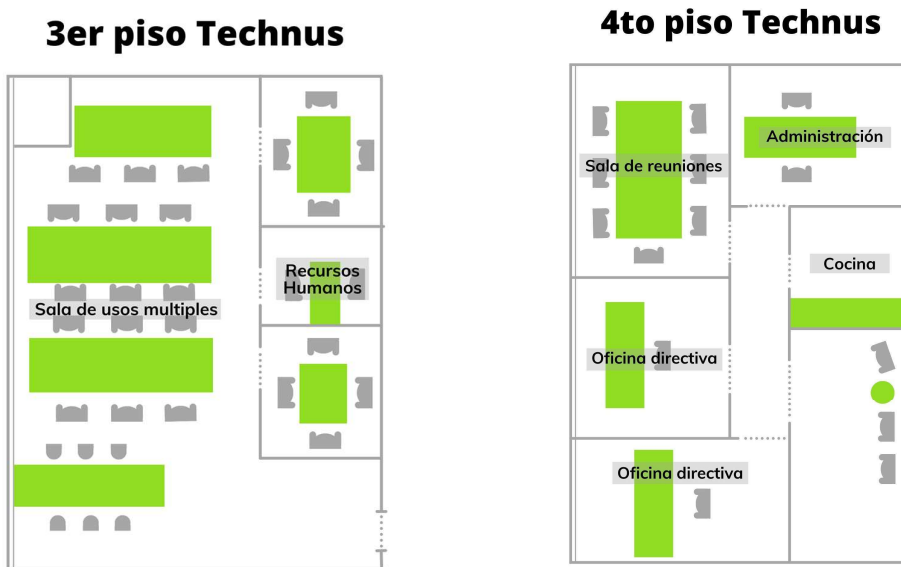 3er piso Technus
Recursos
Humanos
Sala de usos multiples
4to piso Technus
Administración
Sala de reuniones
Cocina
Oficina directiva
Oficina directiva